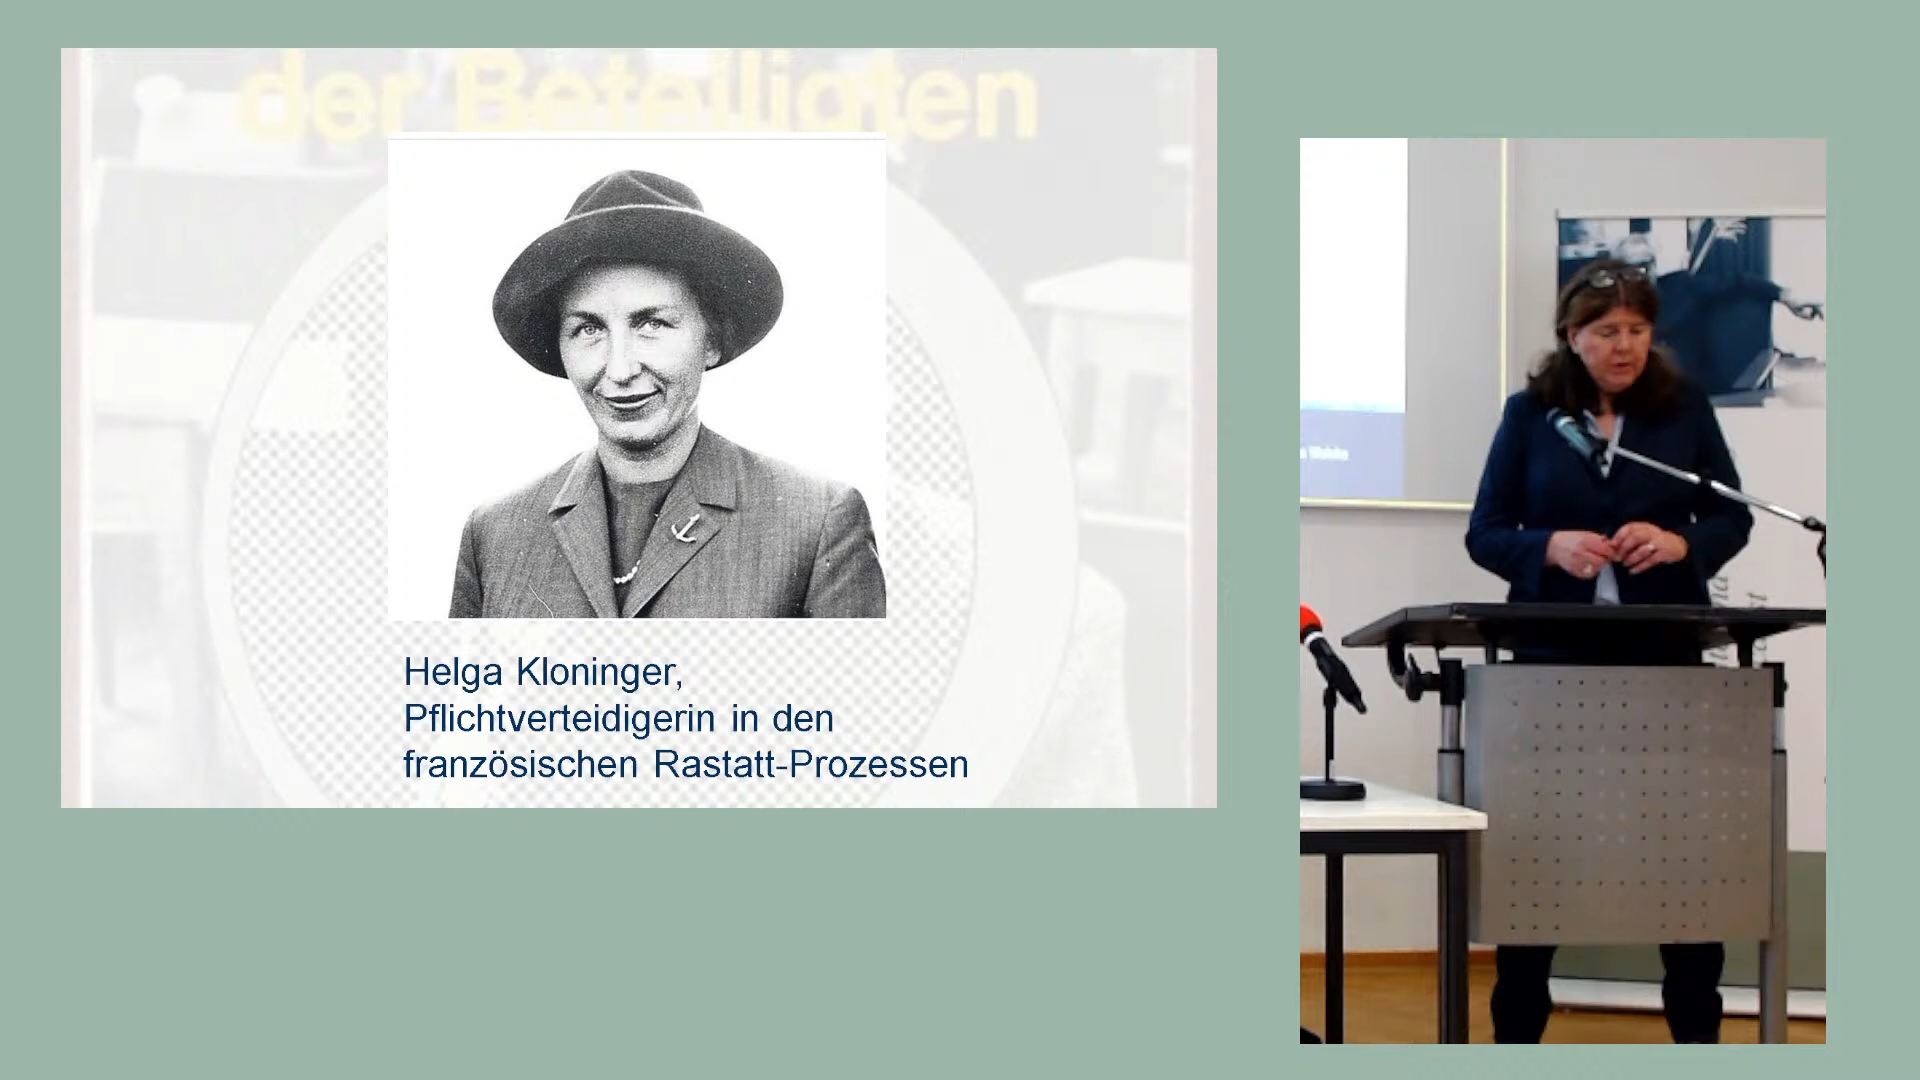 der Beteiligten
Helga Kloninger,
Pflichtverteidigerin in den
französischen Rastatt-Prozessen